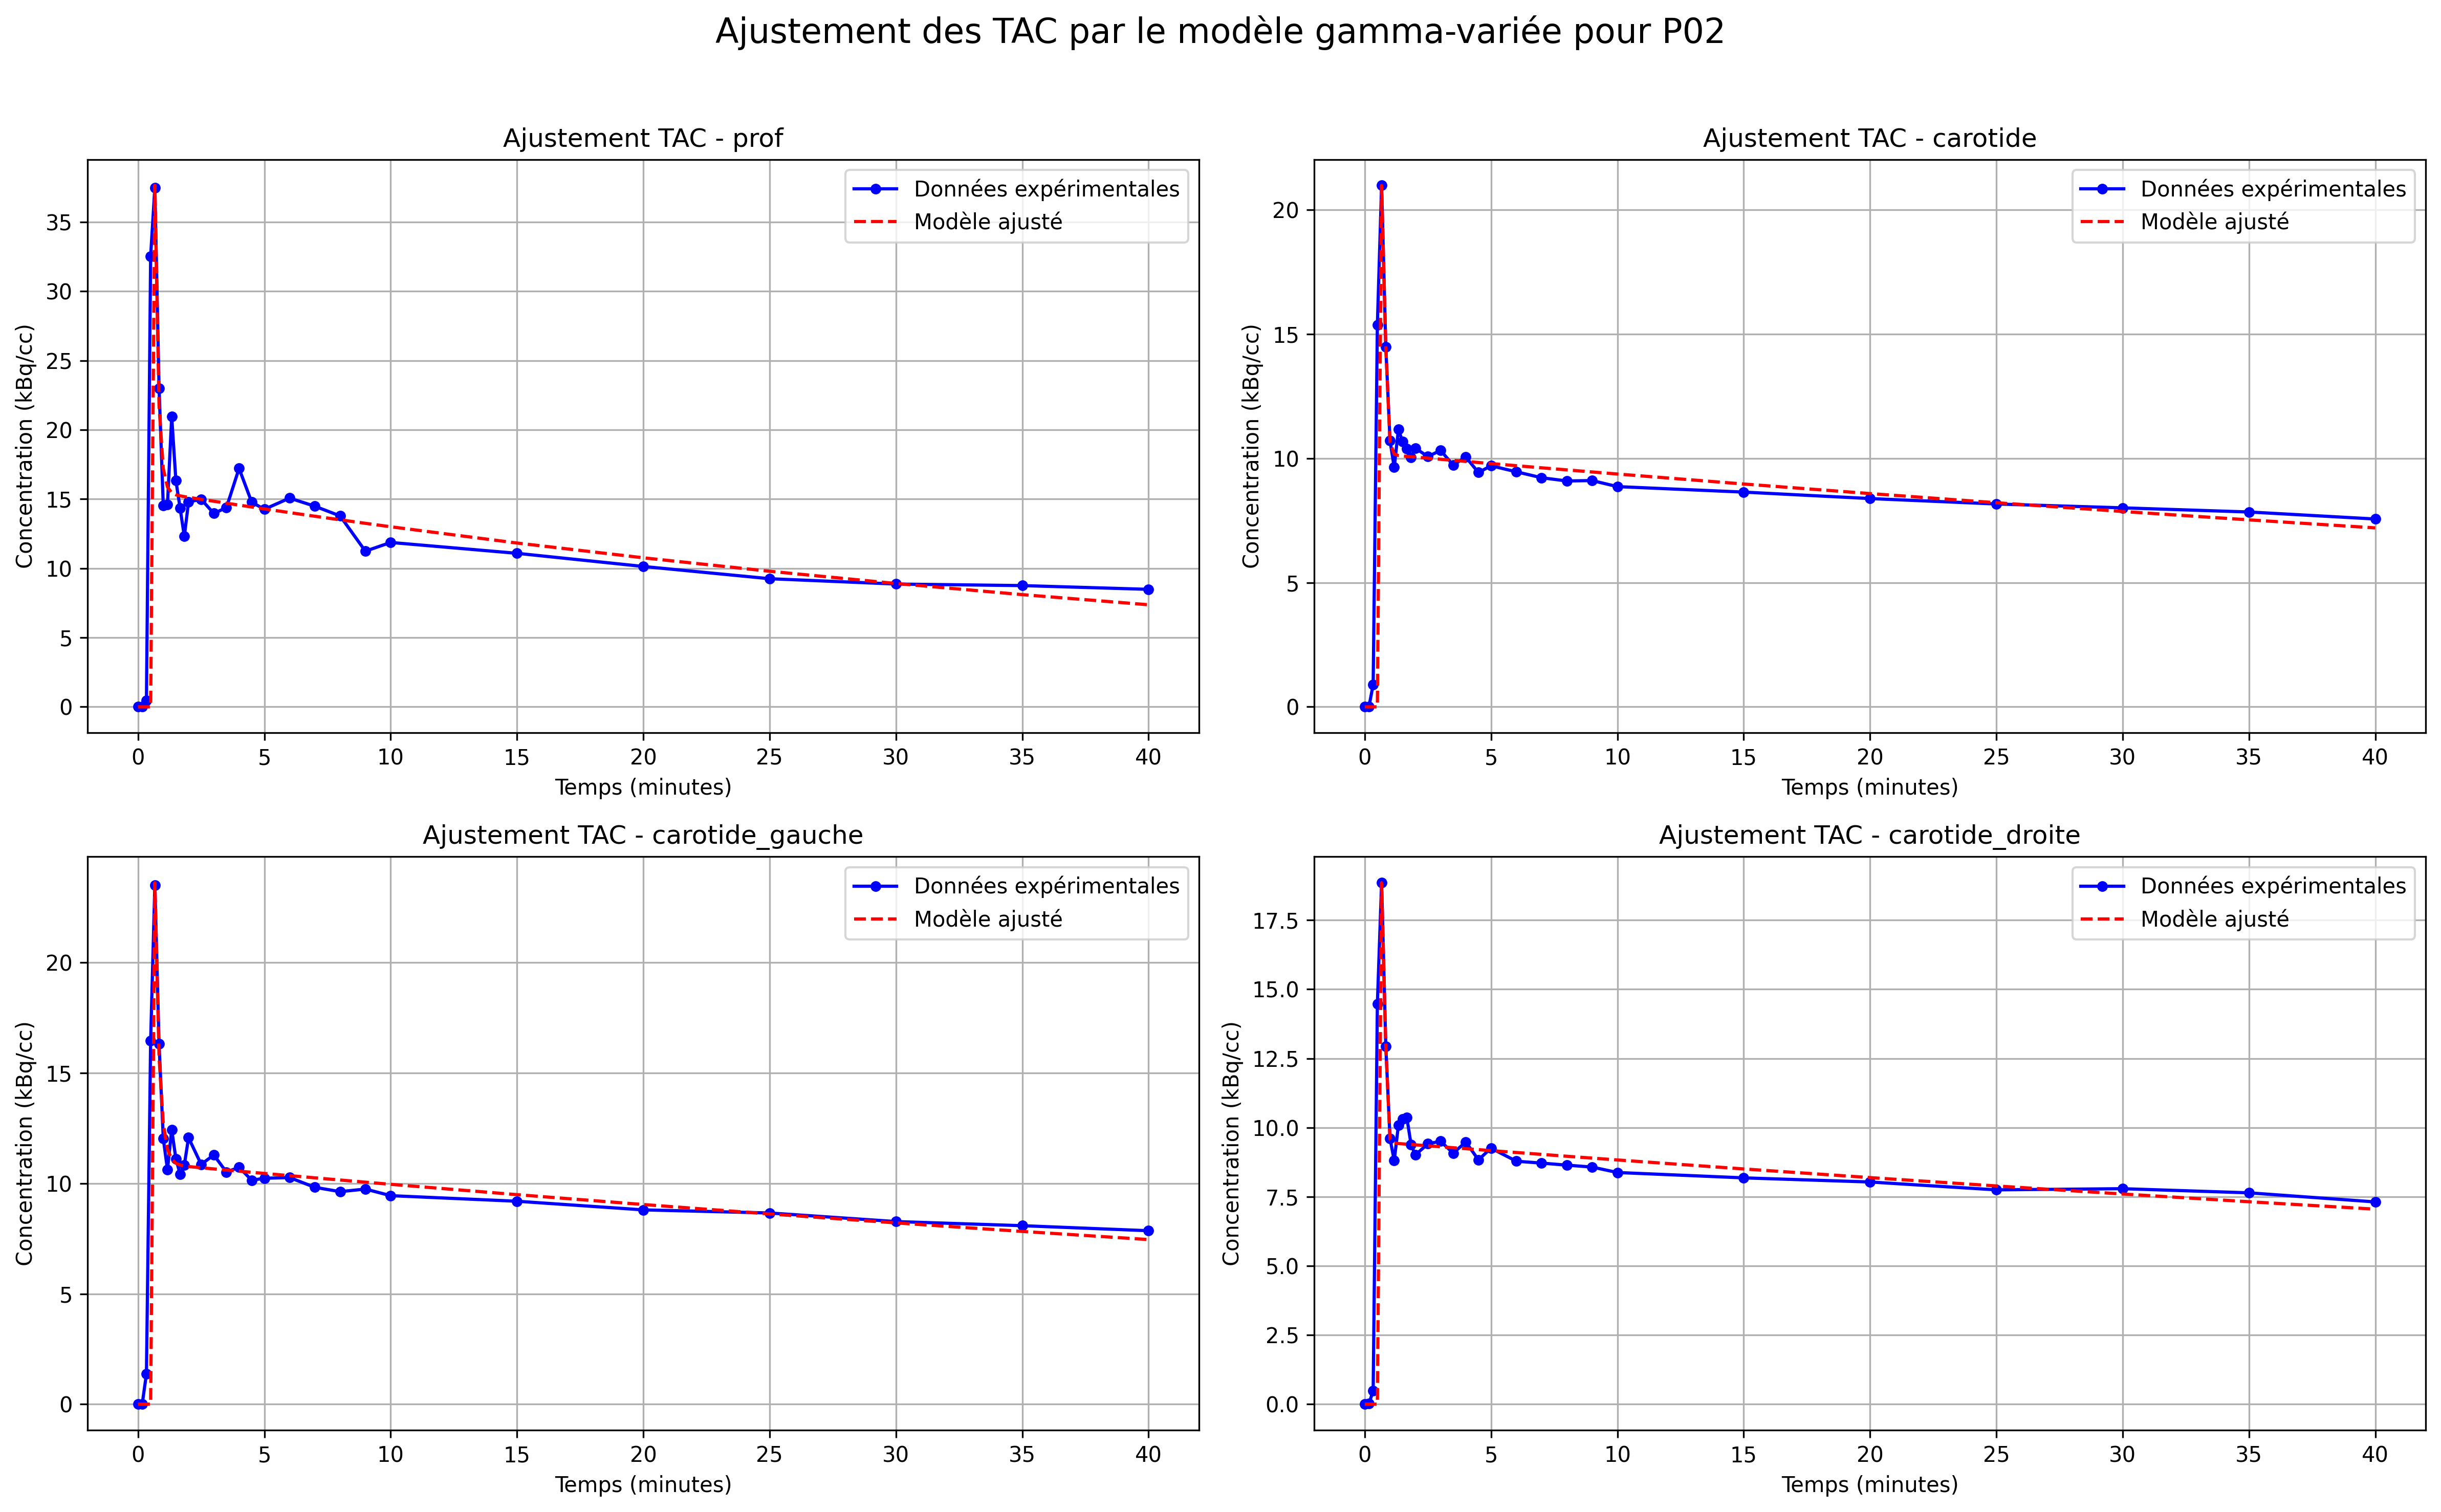 Ajustement des TAC par le modèle gamma-variée pour P02
Ajustement TAC - prof
Données expérimentales
Modèle ajusté
Concentration (kBq/cc)
35
30
25
20
15
10
5
0
0 5 10 15 20 25 30 35 40
Temps (minutes)
Ajustement TAC - carotide
Données expérimentales
Modèle ajusté
Concentration (kBq/cc)
20
15
10
5
0
0 5 10 15 20 25 30 35 40
Temps (minutes)
Ajustement TAC - carotide_gauche
Données expérimentales
Modèle ajusté
Concentration (kBq/cc)
20
15
10
5
0
0 5 10 15 20 25 30 35 40
Temps (minutes)
Ajustement TAC - carotide_droite
Données expérimentales
Modèle ajusté
Concentration (kBq/cc)
17.5
15.0
12.5
10.0
7.5
5.0
2.5
0.0
0 5 10 15 20 25 30 35 40
Temps (minutes)